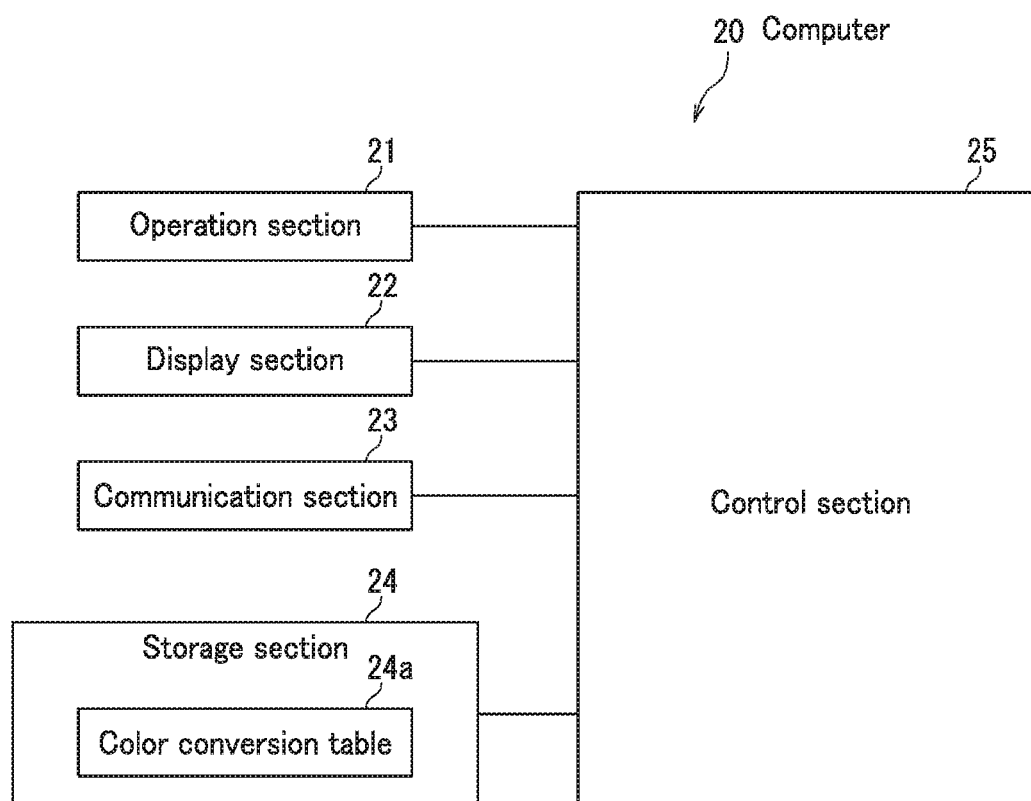 20 Computer
21
25
Operation section
22
Display section
23
Communication section
Control section
24
Storage section
24a
Color conversion table